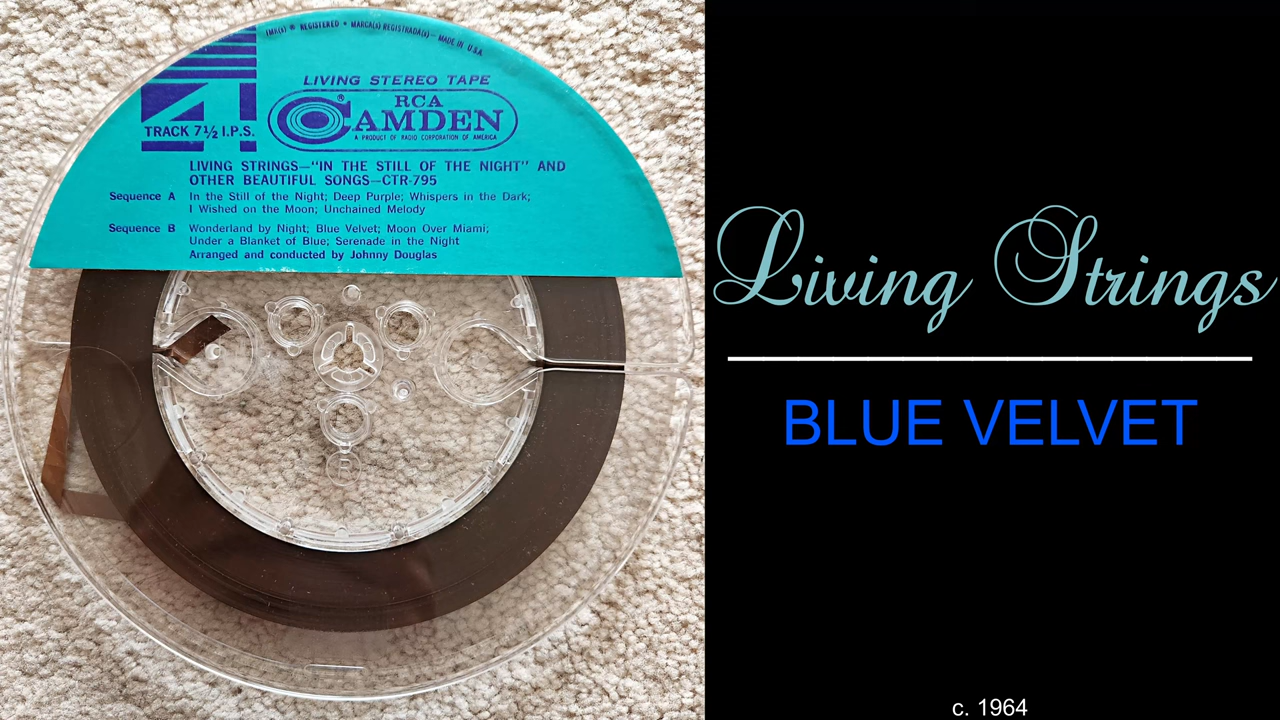 TMK(s) ® REGISTERED • MARCA(s) REGISTRADA(s) — MADE IN U.S.A.
LIVING STEREO TAPE
4
TRACK 7½ I.P.S.
RCA
CAMDEN®
A PRODUCT OF RADIO CORPORATION OF AMERICA
LIVING STRINGS—"IN THE STILL OF THE NIGHT" AND
OTHER BEAUTIFUL SONGS—CTR-795
Sequence A In the Still of the Night; Deep Purple; Whispers in the Dark;
I Wished on the Moon; Unchained Melody
Sequence B Wonderland by Night; Blue Velvet; Moon Over Miami;
Under a Blanket of Blue; Serenade in the Night
Arranged and conducted by Johnny Douglas
Living Strings
BLUE VELVET
c. 1964